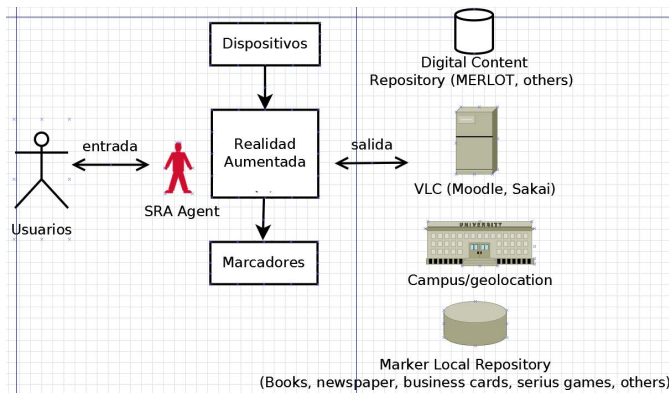 Dispositivos
Digital Content
Repository (MERLOT, others)
entrada
Realidad
Aumentada
salida
VLC (Moodle, Sakai)
SRA Agent
Usuarios
UNIVERSITY
Marcadores
Campus/geolocation
Marker Local Repository
(Books, newspaper, business cards, serius games, others)